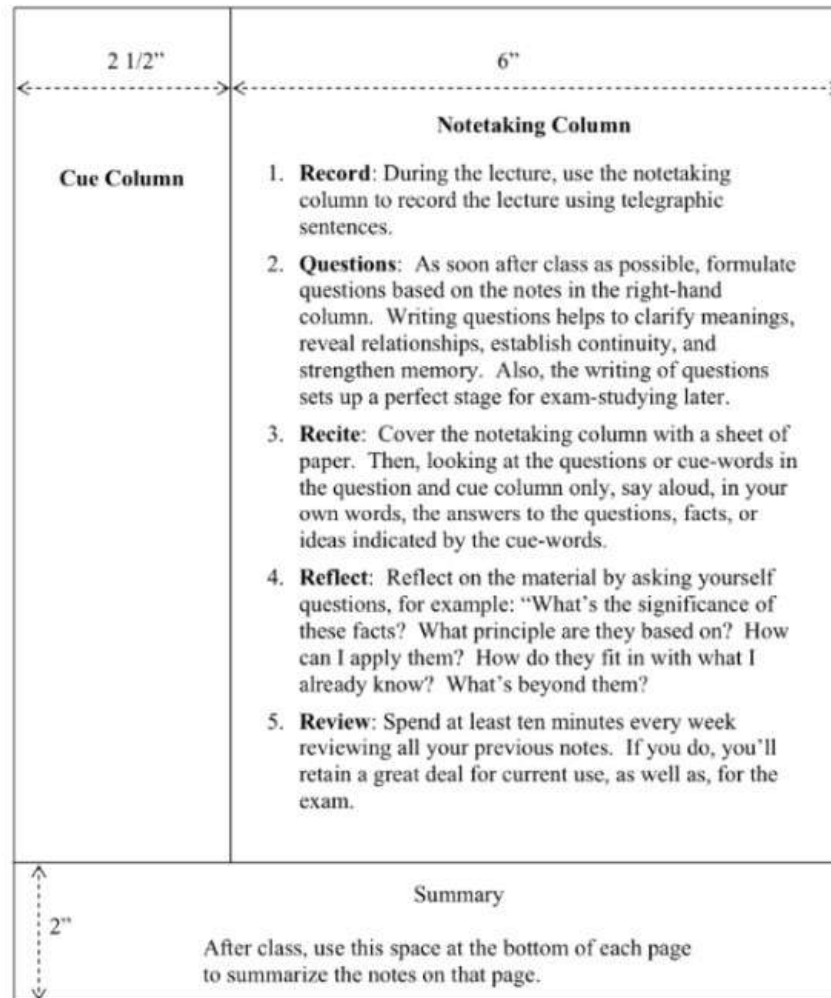 2 1/2”
6”
Notetaking Column
Cue Column
1. Record: During the lecture, use the notetaking
column to record the lecture using telegraphic
sentences.
2. Questions: As soon after class as possible, formulate
questions based on the notes in the right-hand
column. Writing questions helps to clarify meanings,
reveal relationships, establish continuity, and
strengthen memory. Also, the writing of questions
sets up a perfect stage for exam-studying later.
3. Recite: Cover the notetaking column with a sheet of
paper. Then, looking at the questions or cue-words in
the question and cue column only, say aloud, in your
own words, the answers to the questions, facts, or
ideas indicated by the cue-words.
4. Reflect: Reflect on the material by asking yourself
questions, for example: “What’s the significance of
these facts? What principle are they based on? How
can I apply them? How do they fit in with what I
already know? What’s beyond them?
5. Review: Spend at least ten minutes every week
reviewing all your previous notes. If you do, you’ll
retain a great deal for current use, as well as, for the
exam.
Summary
2”
After class, use this space at the bottom of each page
to summarize the notes on that page.